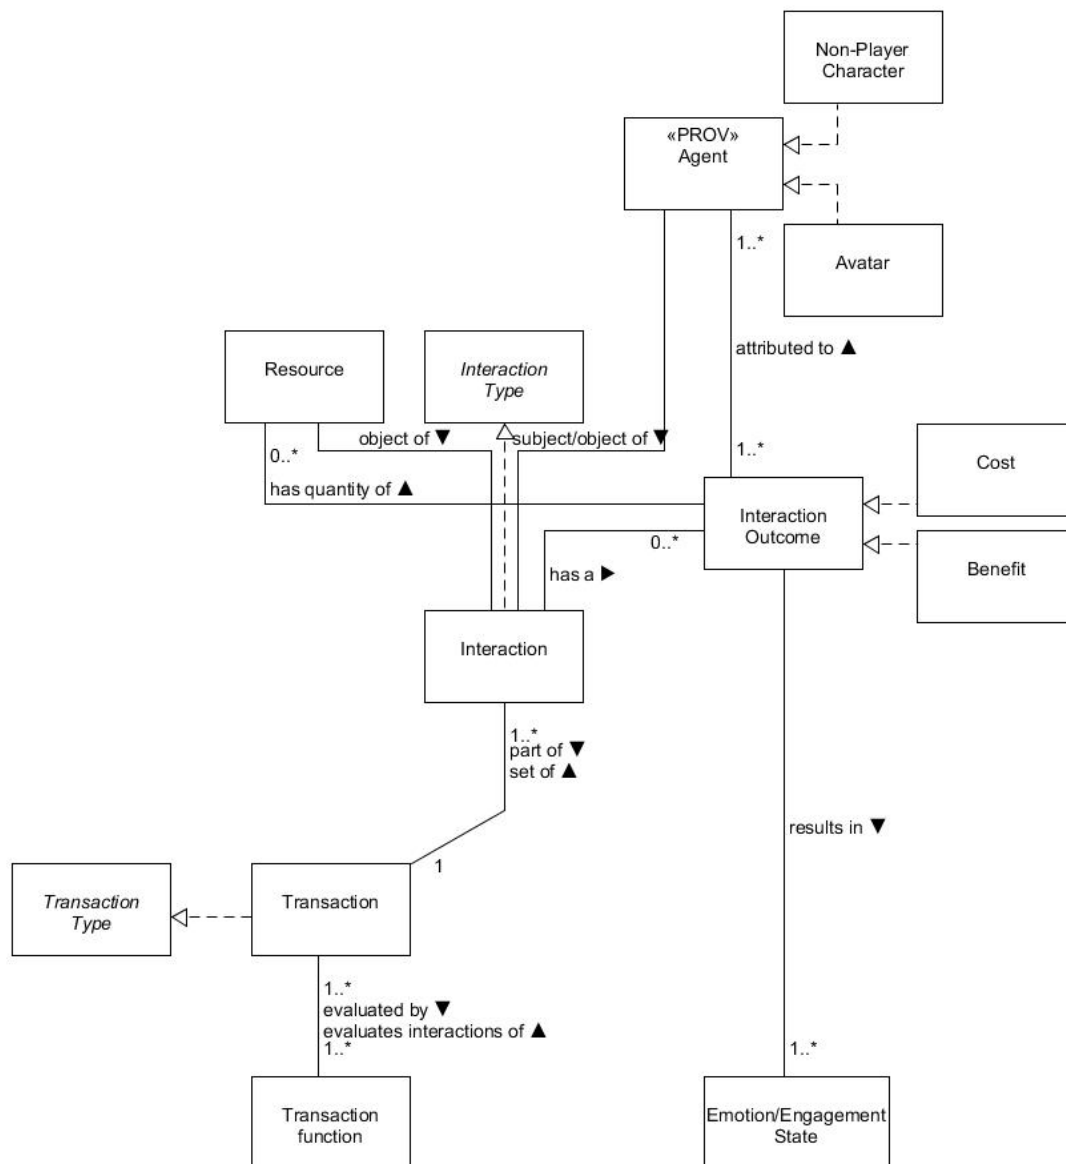 Non-Player
Character
«PROV»
Agent
1..*
Avatar
attributed to ▲
Resource
Interaction
Type
object of ▼
subject/object of ▼
0..*
1..*
has quantity of ▲
Cost
Interaction
Outcome
0..*
has a ►
Benefit
Interaction
1..*
part of ▼
set of ▲
results in ▼
1
Transaction
Type
Transaction
1..*
evaluated by ▼
evaluates interactions of ▲
1..*
1..*
Transaction
function
Emotion/Engagement
State